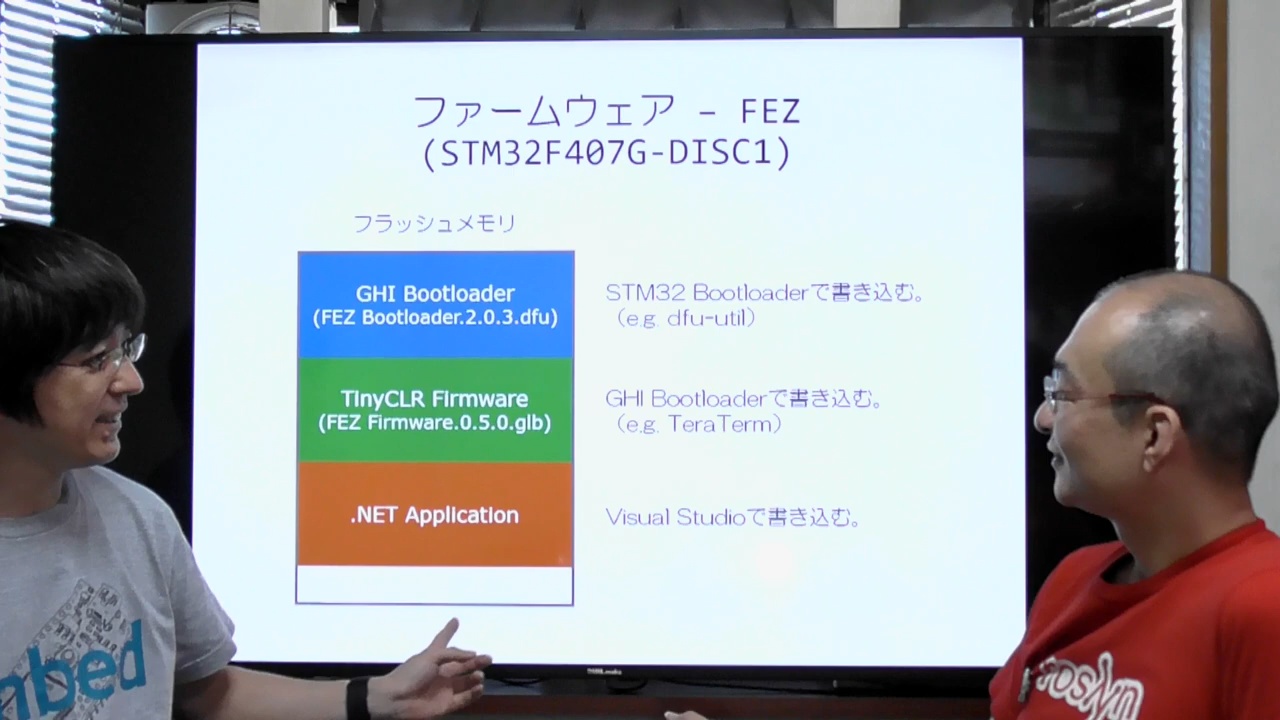 ファームウェア – FEZ
(STM32F407G-DISC1)
フラッシュメモリ
GHI Bootloader
(FEZ Bootloader.2.0.3.dfu)
STM32 Bootloaderで書き込む。
（e.g. dfu-util）
TinyCLR Firmware
(FEZ Firmware.0.5.0.glb)
GHI Bootloaderで書き込む。
（e.g. TeraTerm）
.NET Application
Visual Studioで書き込む。
mbed
roslyn